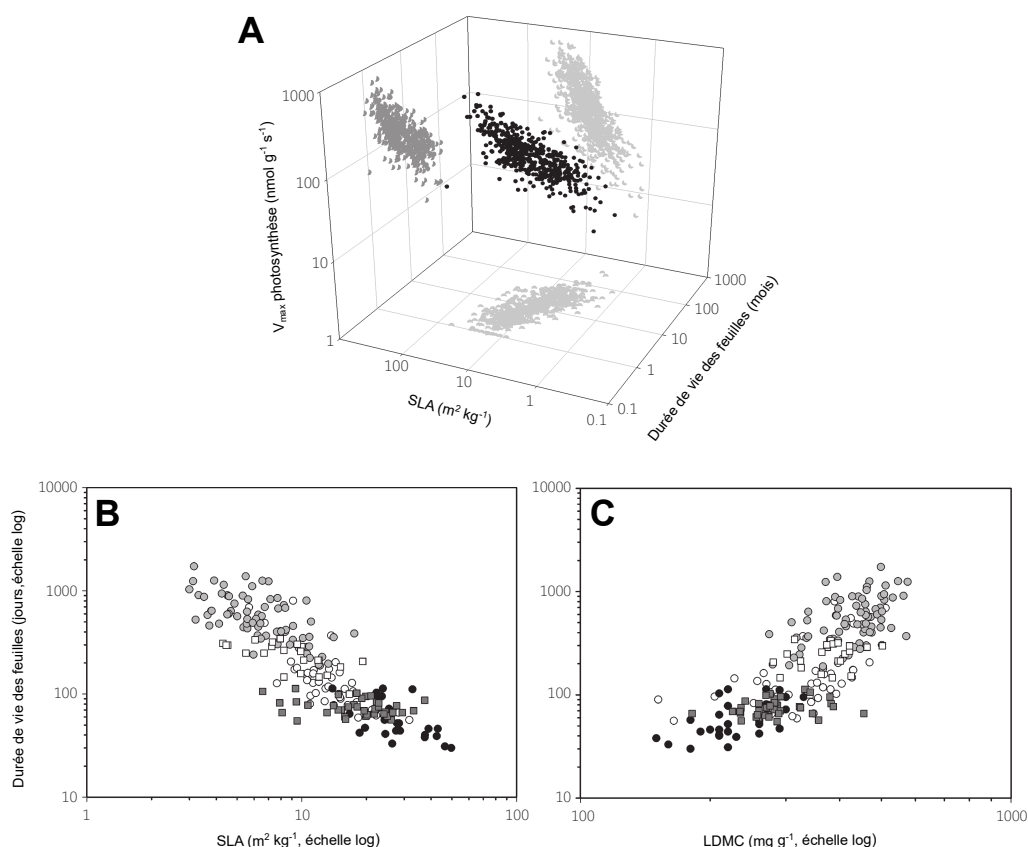 A
1000
100
10
1
V_max photosynthèse (nmol g⁻¹ s⁻¹)
100
10
1
0.1
SLA (m² kg⁻¹)
1000
100
10
1
0.1
Durée de vie des feuilles (mois)
B
10000
1000
100
10
1
10
100
Durée de vie des feuilles (jours,échelle log)
SLA (m² kg⁻¹, échelle log)
C
10000
1000
100
10
100
1000
LDMC (mg g⁻¹, échelle log)